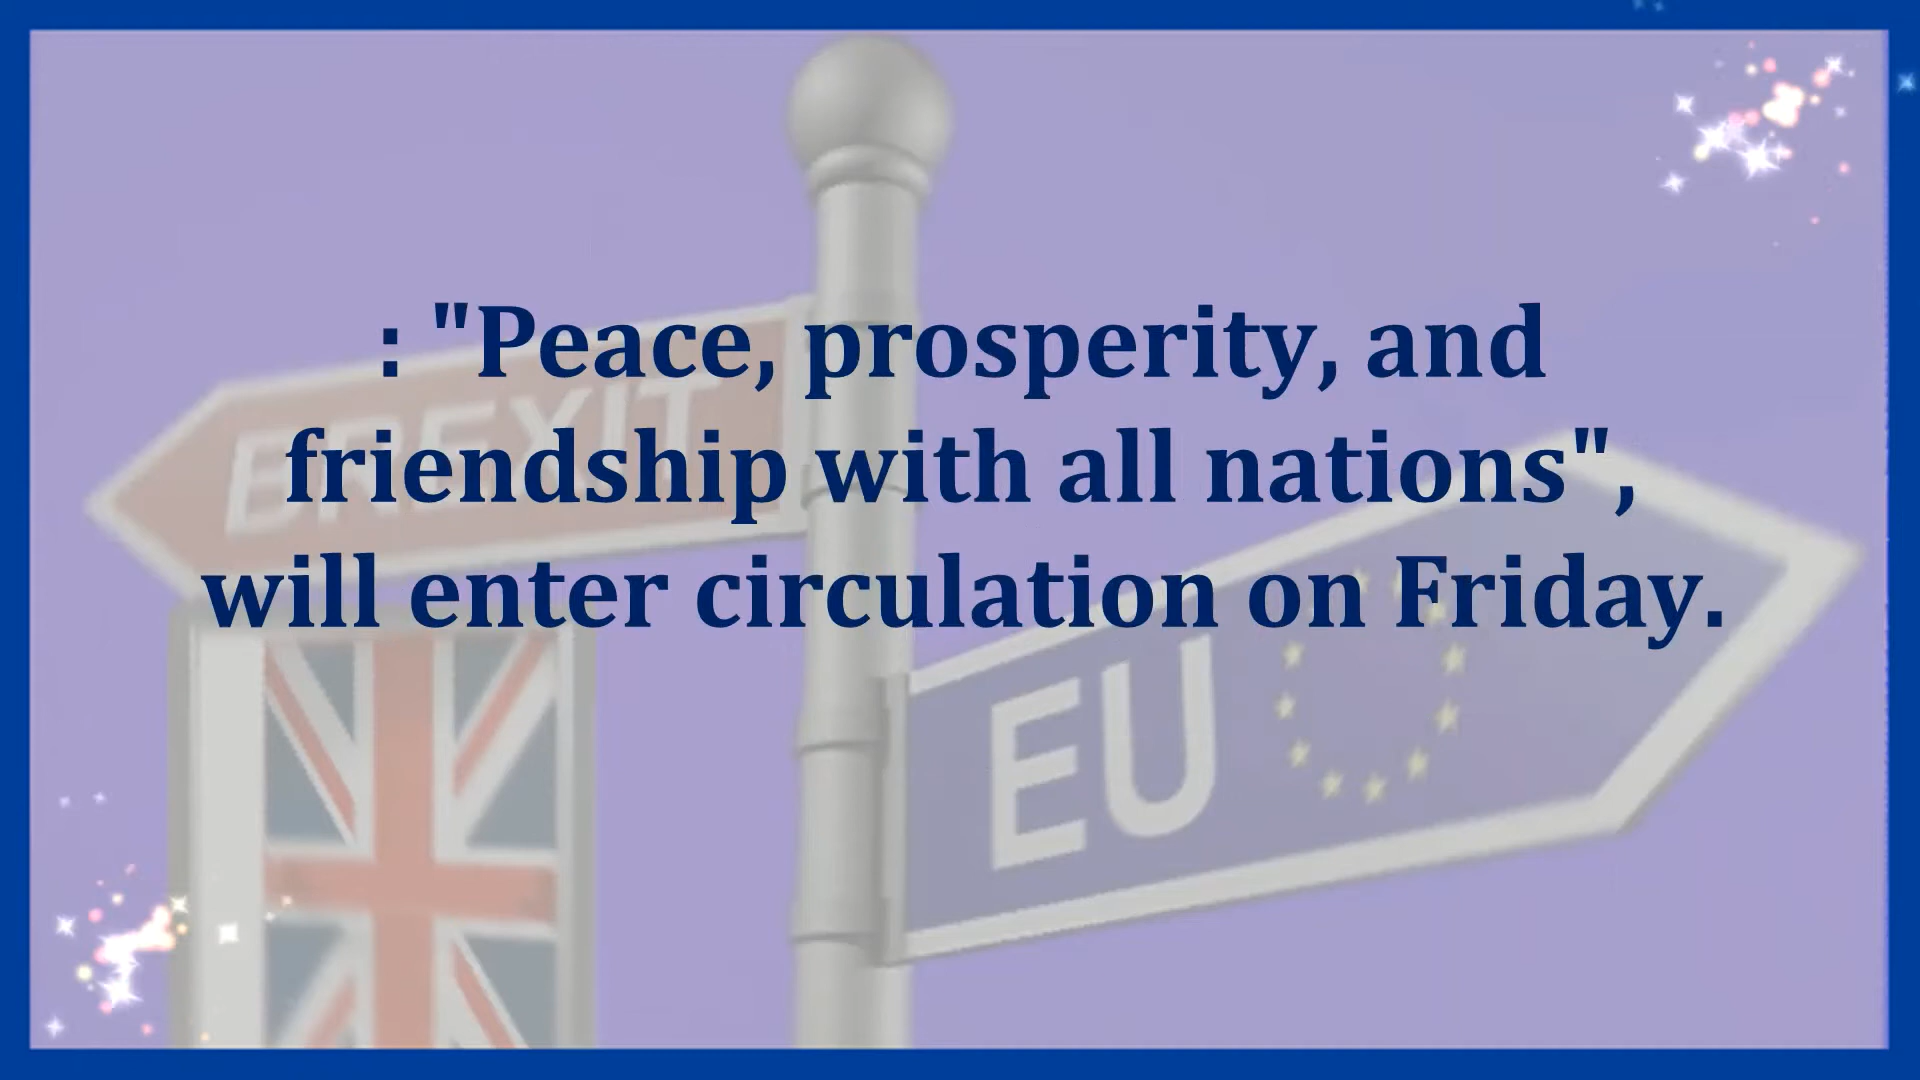 : "Peace, prosperity, and
friendship with all nations",
will enter circulation on Friday.
BREXIT
EU